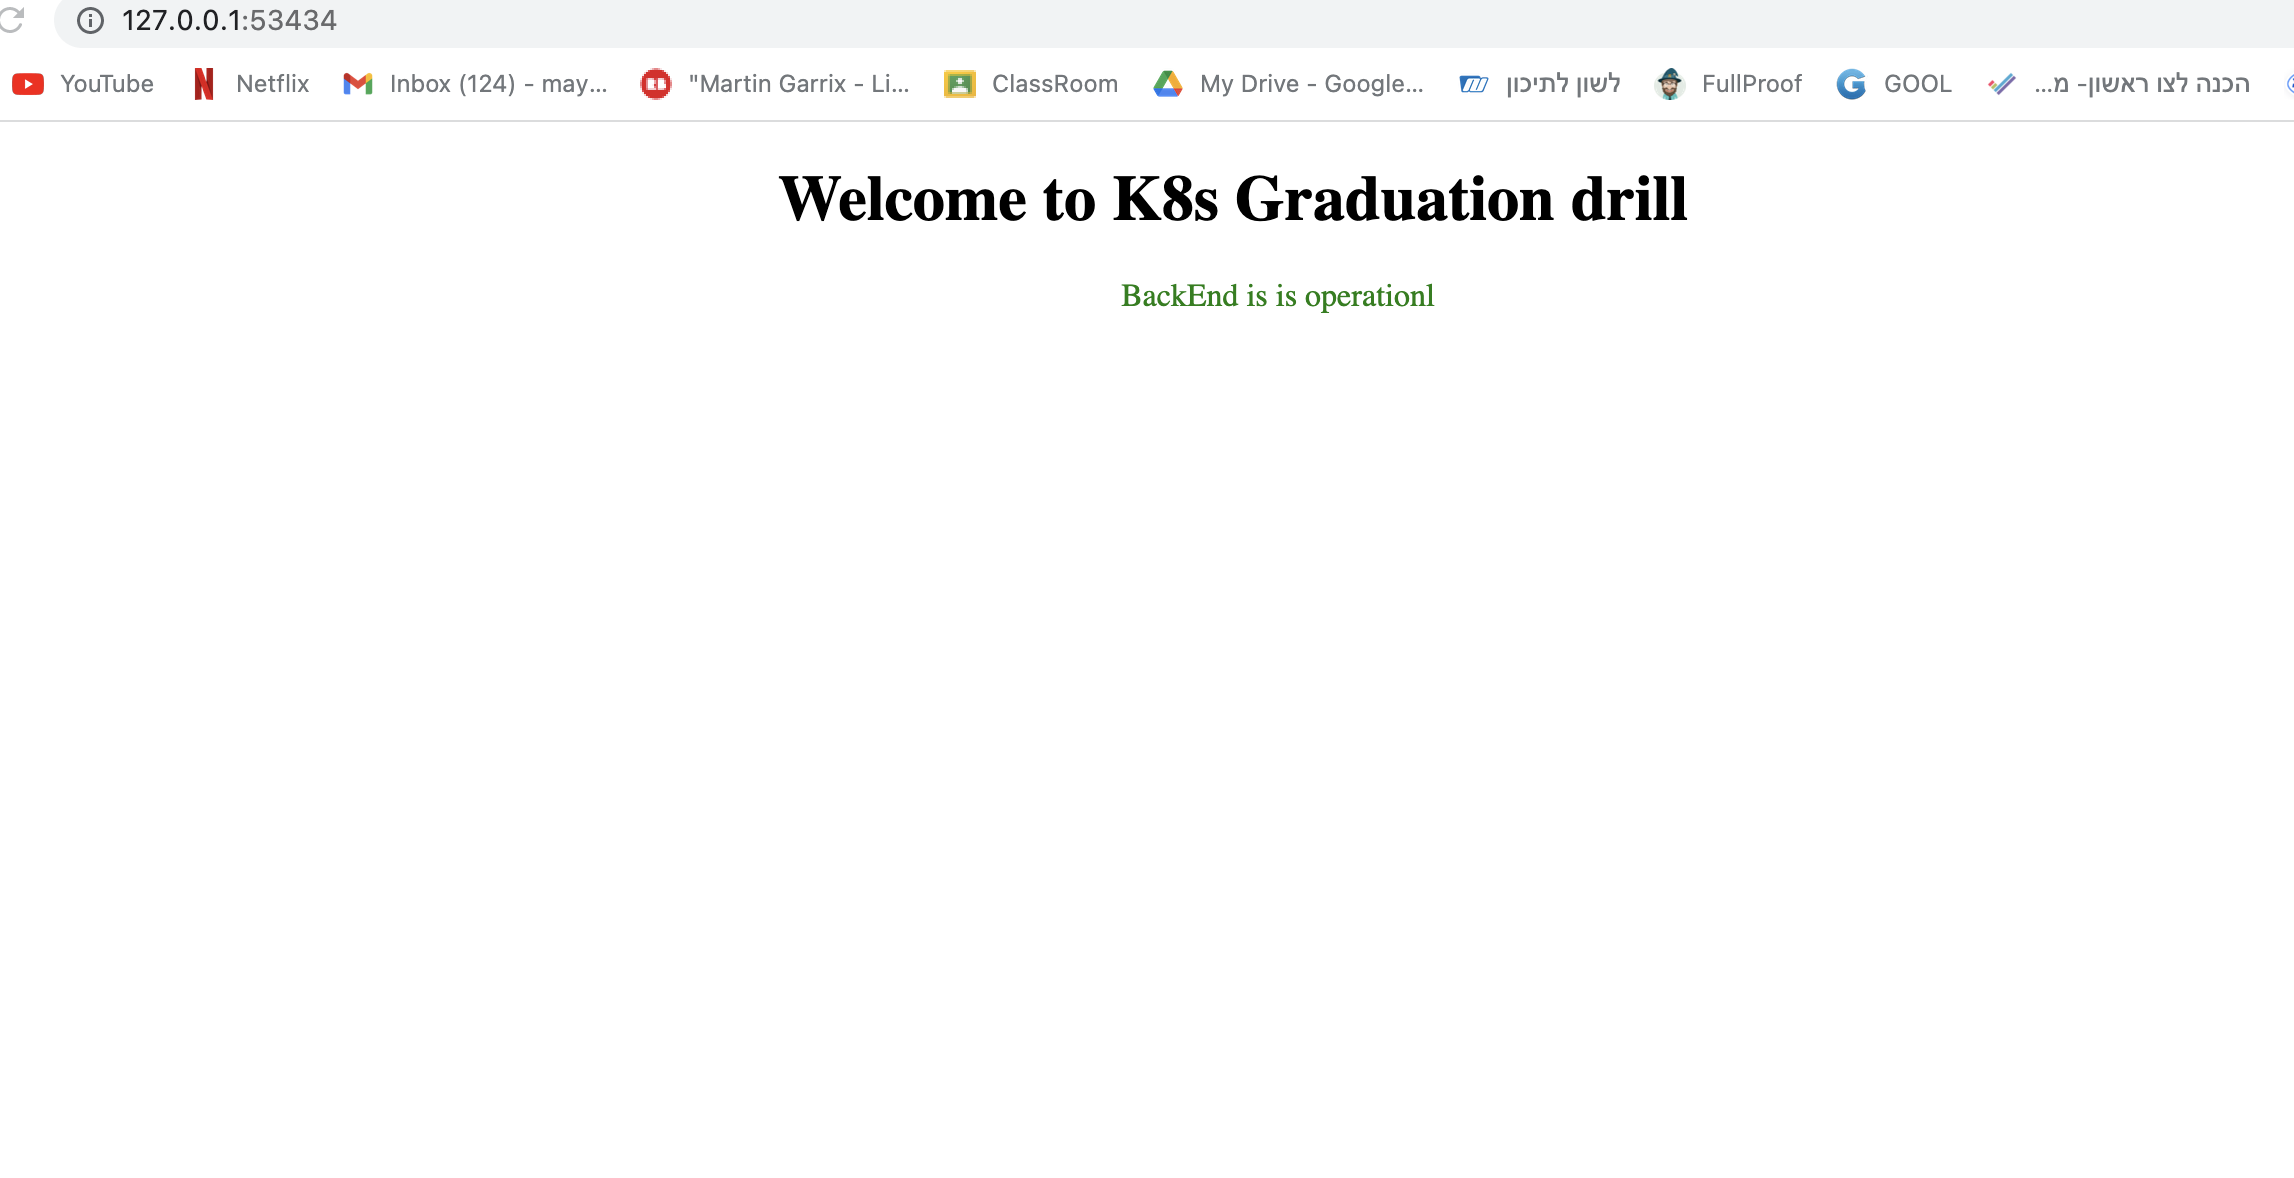 127.0.0.1:53434
YouTube Netflix Inbox (124) - may... "Martin Garrix - Li... ClassRoom My Drive - Google... לשון לתיכון FullProof GOOL הכנה לצו ראשון- מ...
Welcome to K8s Graduation drill
BackEnd is is operationl